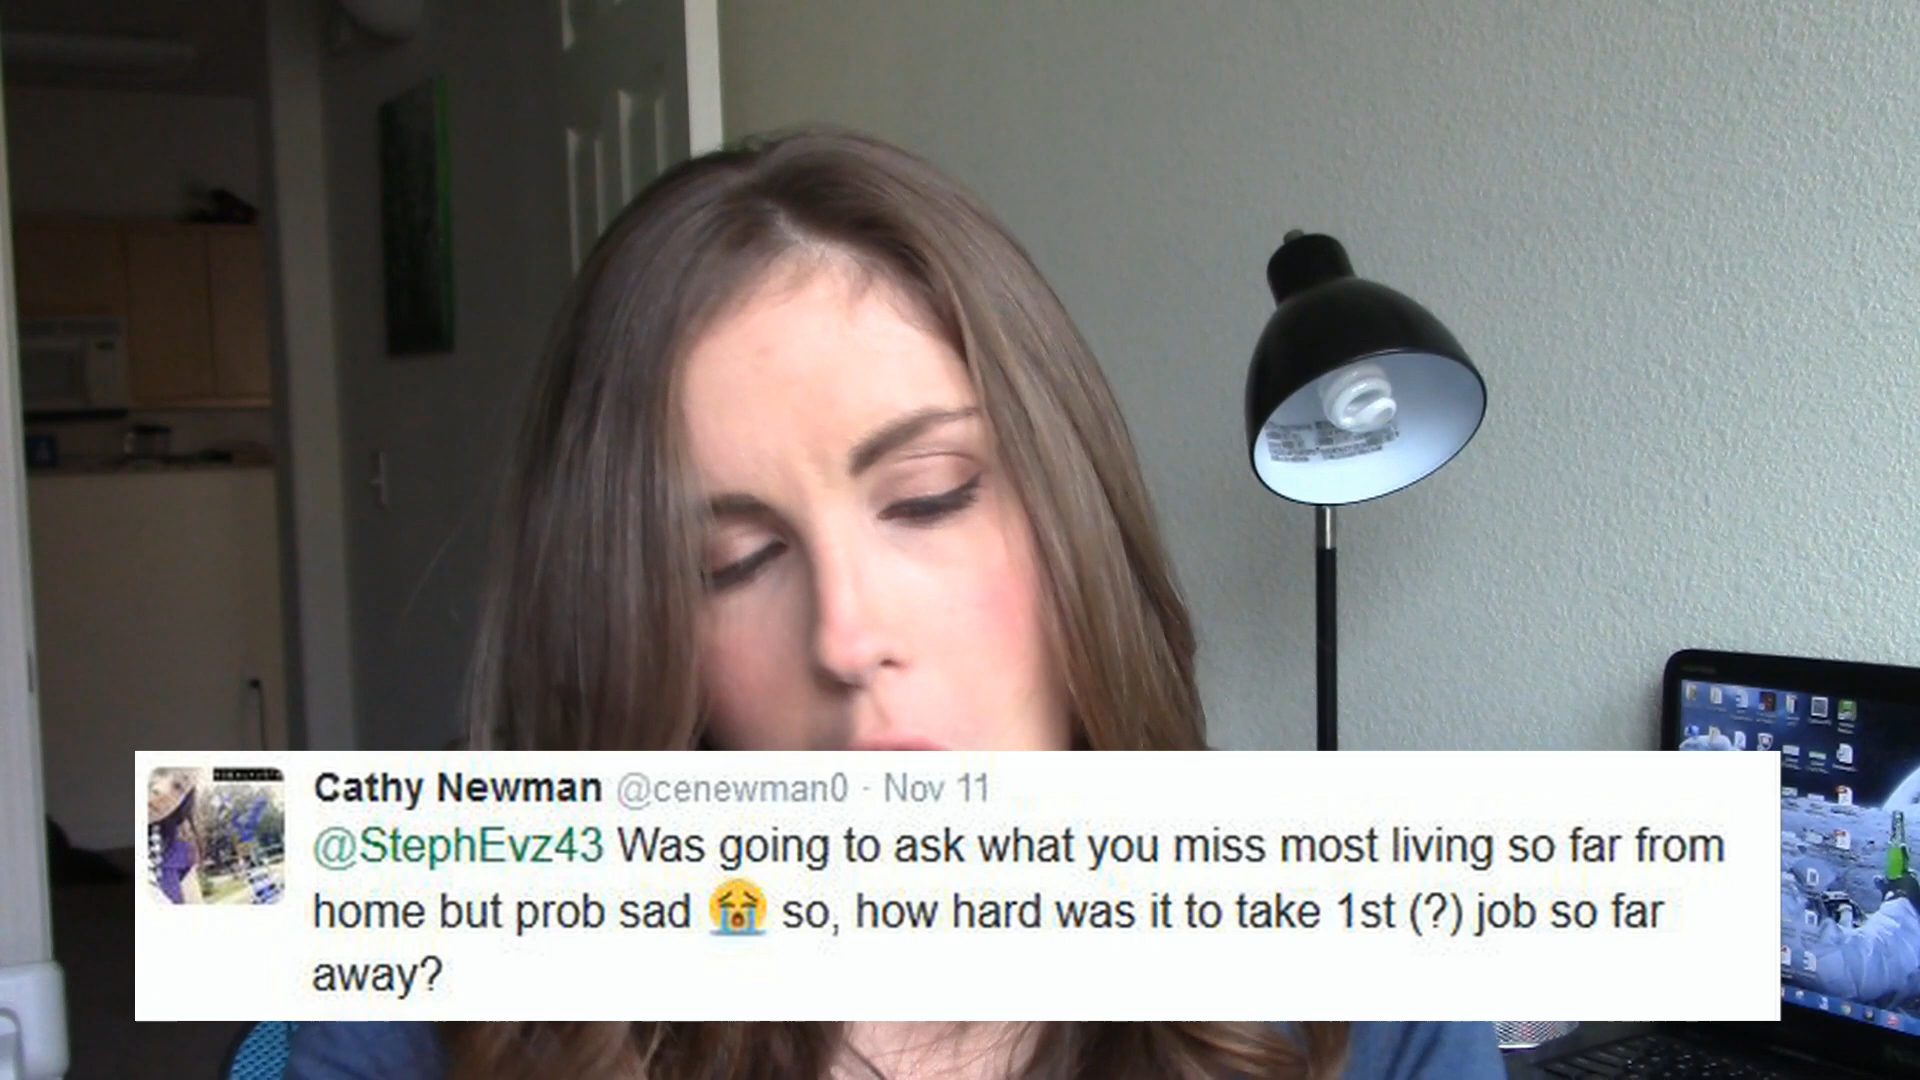 Cathy Newman @cenewman0 · Nov 11
@StephEvz43 Was going to ask what you miss most living so far from
home but prob sad 😭 so, how hard was it to take 1st (?) job so far
away?